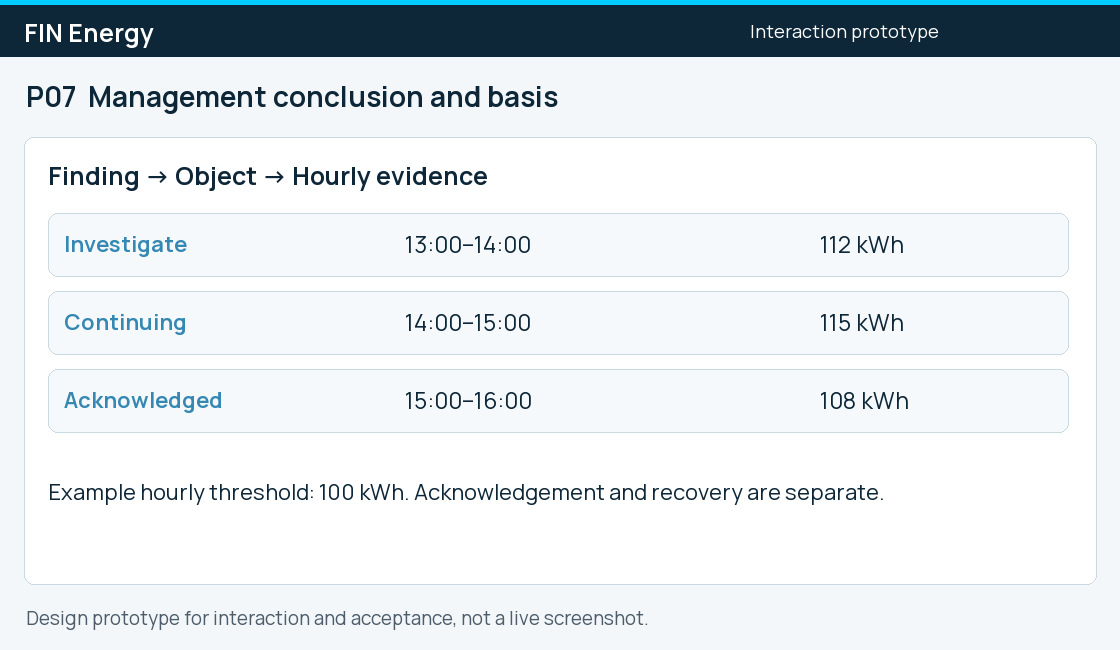 FIN Energy
Interaction prototype
P07 Management conclusion and basis
Finding → Object → Hourly evidence
Investigate 13:00–14:00 112 kWh
Continuing 14:00–15:00 115 kWh
Acknowledged 15:00–16:00 108 kWh
Example hourly threshold: 100 kWh. Acknowledgement and recovery are separate.
Design prototype for interaction and acceptance, not a live screenshot.